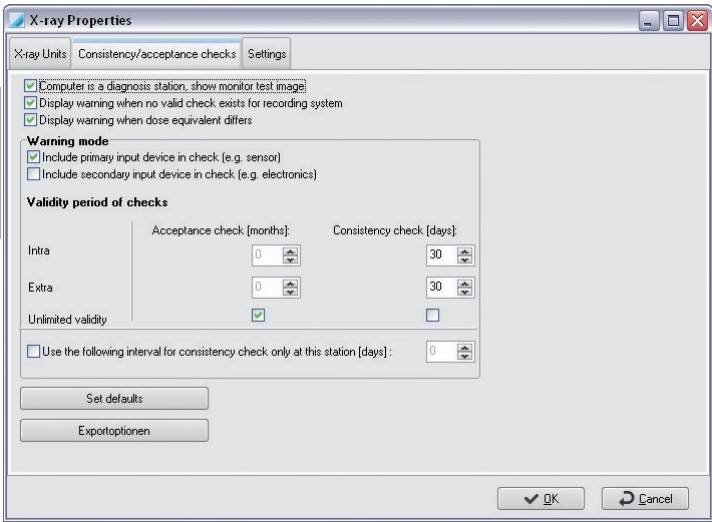 X-ray Properties
X-ray Units Consistency/acceptance checks Settings
Computer is a diagnosis station, show monitor test image
Display warning when no valid check exists for recording system
Display warning when dose equivalent differs
Warning mode
Include primary input device in check (e.g. sensor)
Include secondary input device in check (e.g. electronics)
Validity period of checks
Acceptance check [months]: Consistency check [days]:
Intra 0 30
Extra 0 30
Unlimited validity
Use the following interval for consistency check only at this station [days] : 0
Set defaults
Exportoptionen
OK Cancel